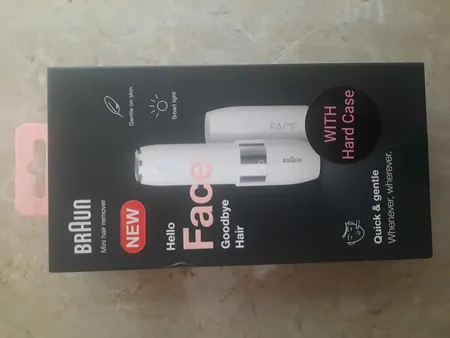 BRAUN
Mini hair remover
NEW
Gentle on skin
Smart light
Hello
Face
Goodbye
Hair
FACE
BRAUN
WITH
Hard Case
Quick & gentle
Whenever, wherever.